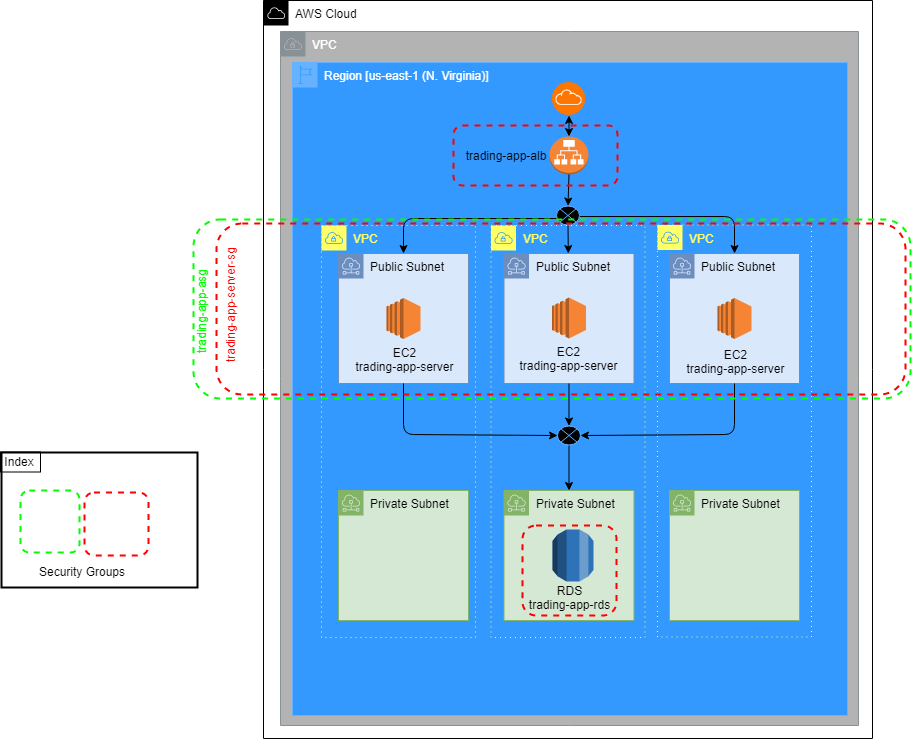 AWS Cloud
VPC
Region [us-east-1 (N. Virginia)]
trading-app-alb
trading-app-asg
trading-app-server-sg
VPC
VPC
VPC
Public Subnet
Public Subnet
Public Subnet
EC2
trading-app-server
EC2
trading-app-server
EC2
trading-app-server
Index
Security Groups
Private Subnet
Private Subnet
Private Subnet
RDS
trading-app-rds